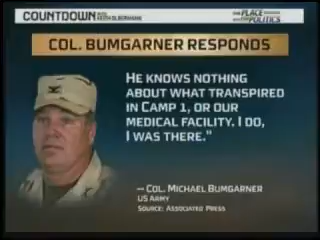 COUNTDOWN WITH KEITH OLBERMANN
THE PLACE FOR POLITICS
COL. BUMGARNER RESPONDS
HE KNOWS NOTHING
ABOUT WHAT TRANSPIRED
IN CAMP 1, OR OUR
MEDICAL FACILITY. I DO,
I WAS THERE."
— COL. MICHAEL BUMGARNER
US ARMY
SOURCE: ASSOCIATED PRESS